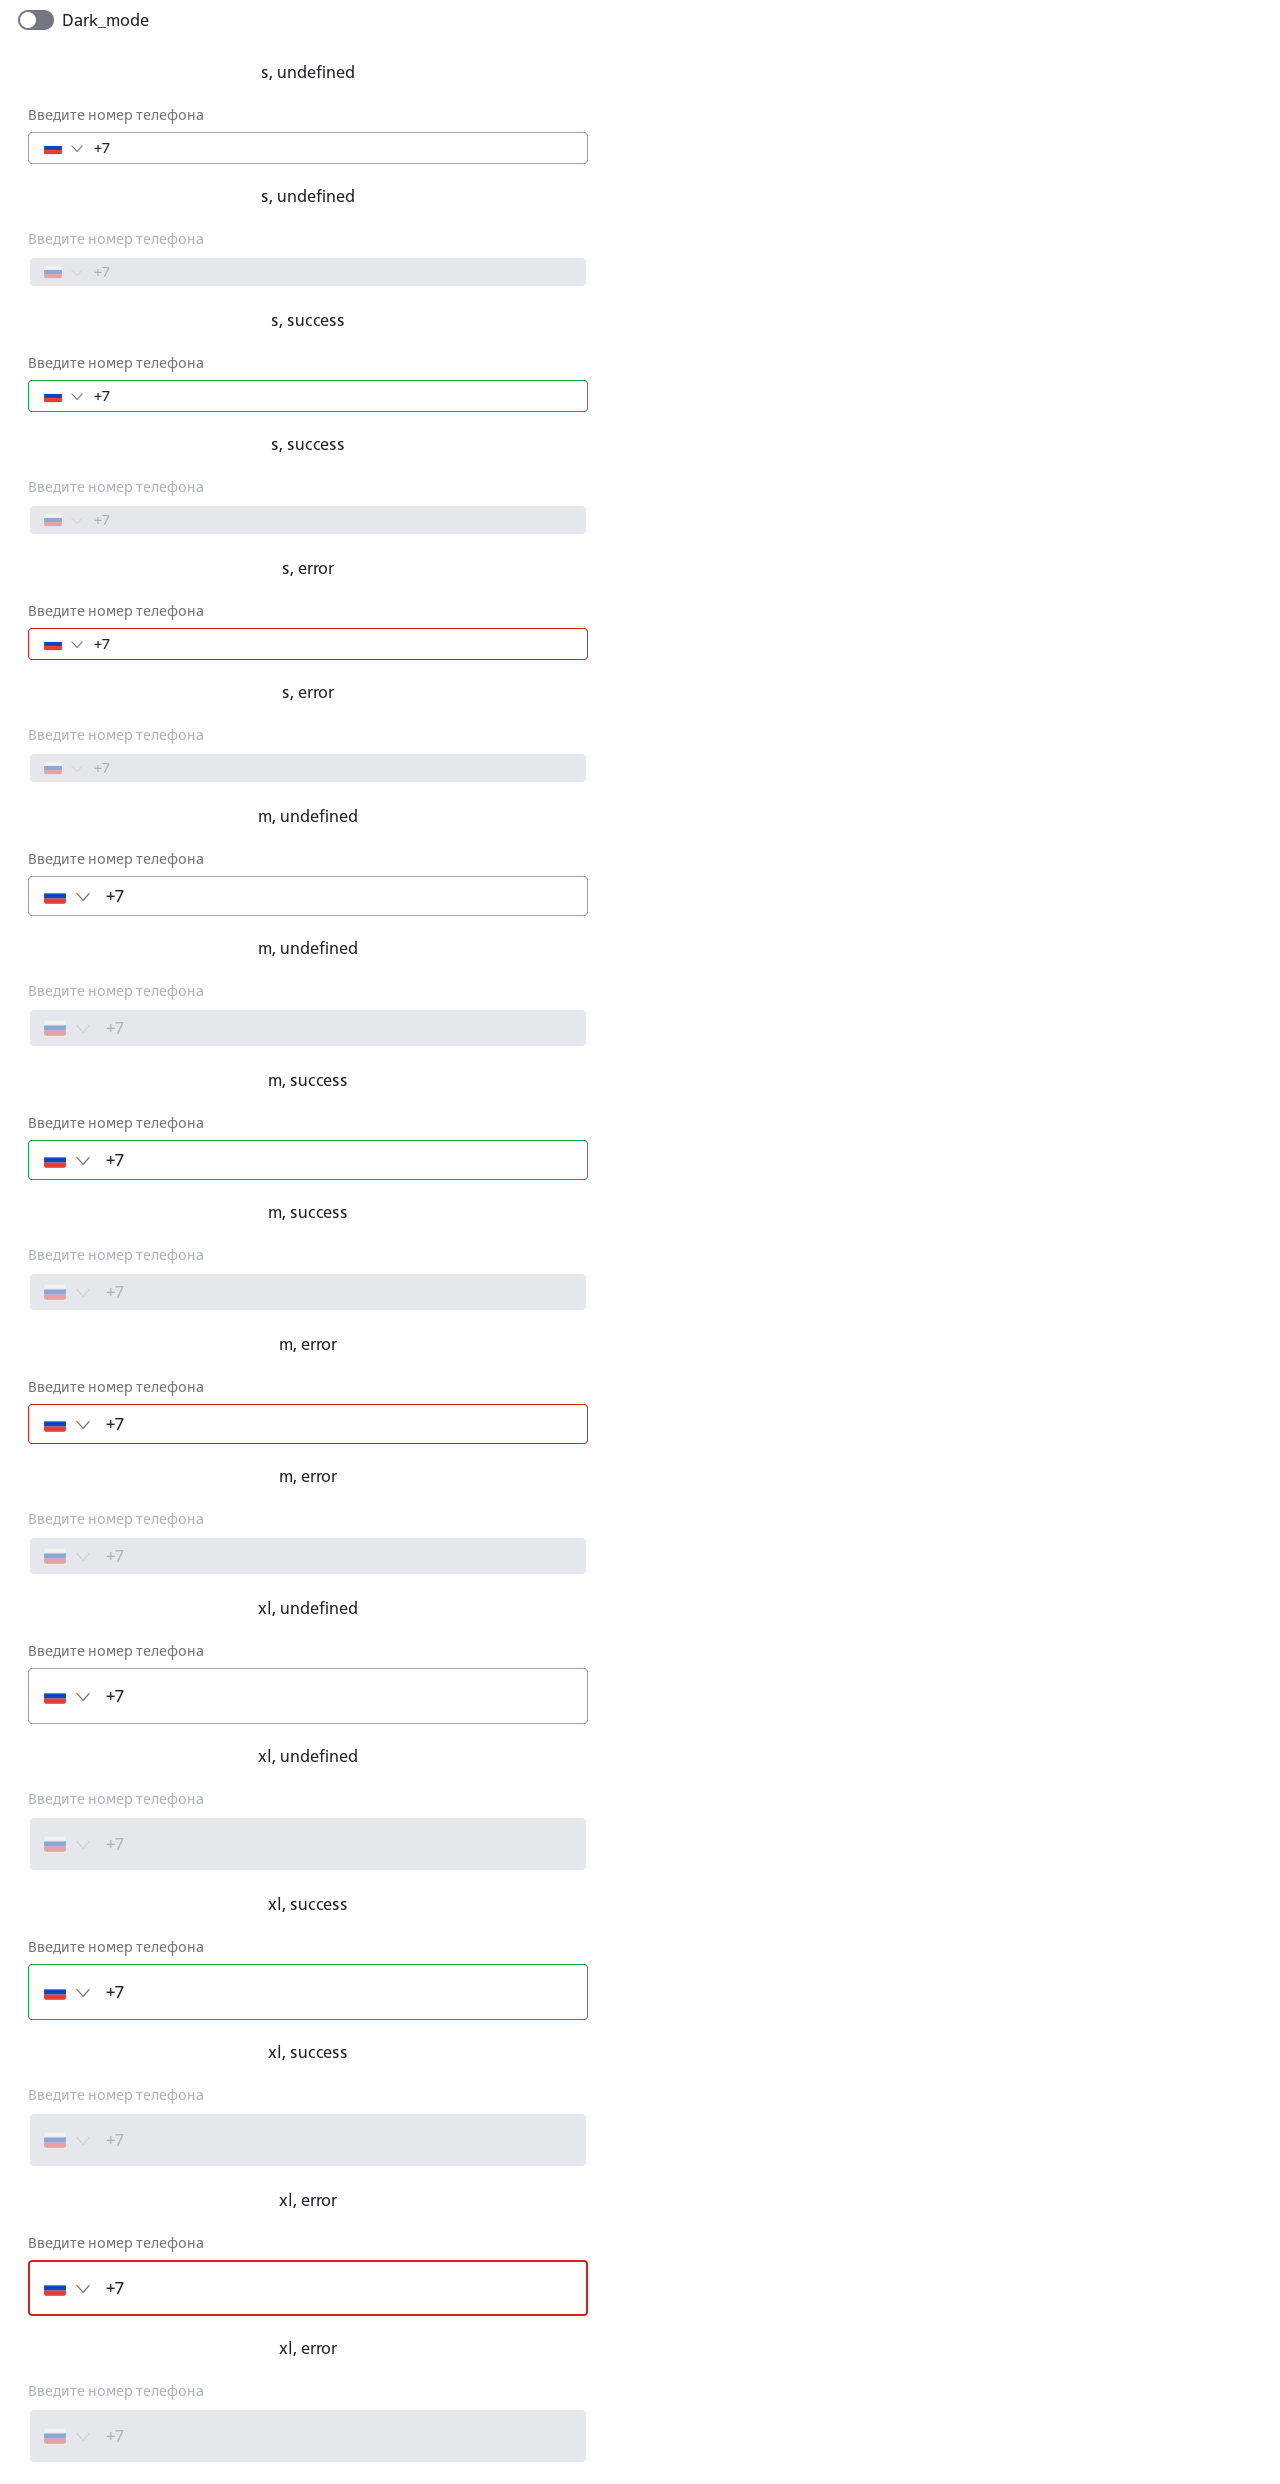 Dark_mode
s, undefined
Введите номер телефона
+7
s, undefined
Введите номер телефона
+7
s, success
Введите номер телефона
+7
s, success
Введите номер телефона
+7
s, error
Введите номер телефона
+7
s, error
Введите номер телефона
+7
m, undefined
Введите номер телефона
+7
m, undefined
Введите номер телефона
+7
m, success
Введите номер телефона
+7
m, success
Введите номер телефона
+7
m, error
Введите номер телефона
+7
m, error
Введите номер телефона
+7
xl, undefined
Введите номер телефона
+7
xl, undefined
Введите номер телефона
+7
xl, success
Введите номер телефона
+7
xl, success
Введите номер телефона
+7
xl, error
Введите номер телефона
+7
xl, error
Введите номер телефона
+7